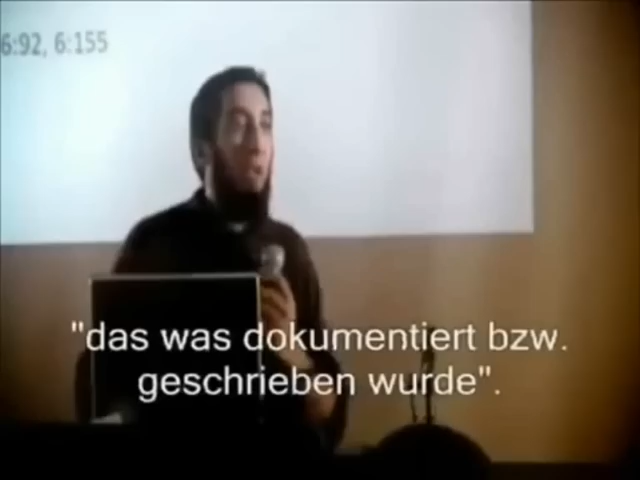 6:92, 6:155
"das was dokumentiert bzw.
geschrieben wurde".